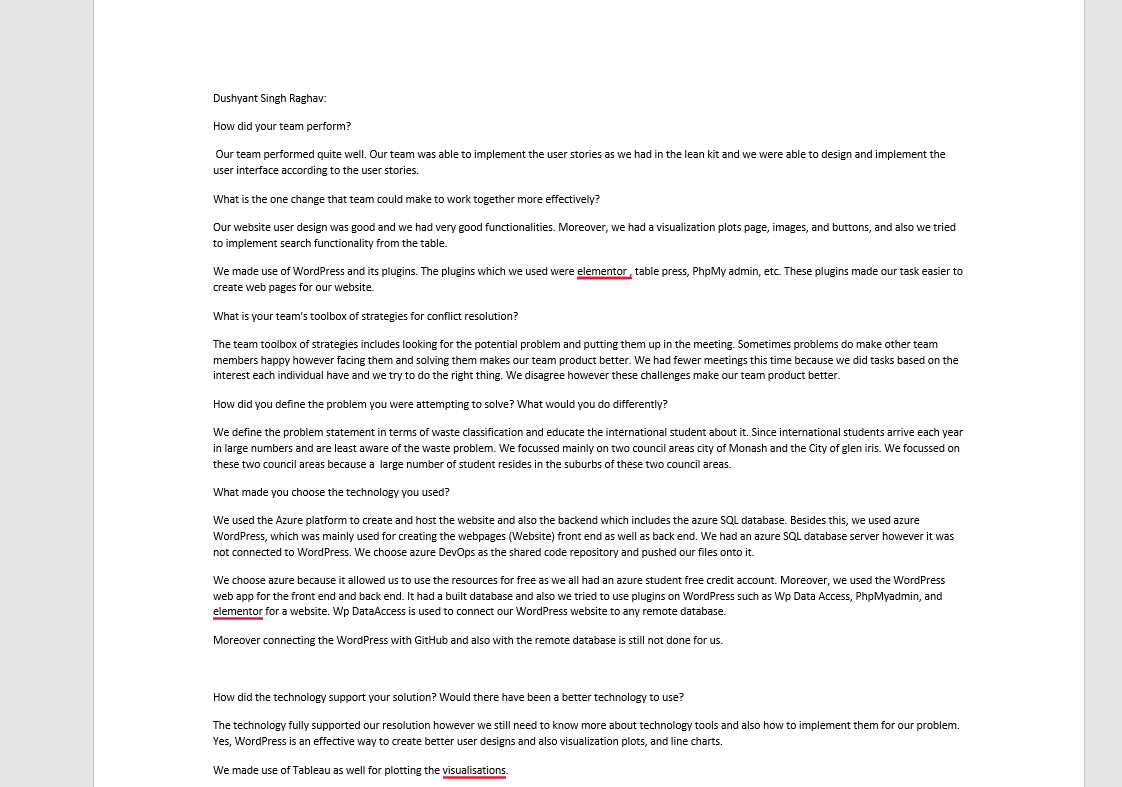 Dushyant Singh Raghav:
How did your team perform?
Our team performed quite well. Our team was able to implement the user stories as we had in the lean kit and we were able to design and implement the
user interface according to the user stories.
What is the one change that team could make to work together more effectively?
Our website user design was good and we had very good functionalities. Moreover, we had a visualization plots page, images, and buttons, and also we tried
to implement search functionality from the table.
We made use of WordPress and its plugins. The plugins which we used were elementor , table press, PhpMy admin, etc. These plugins made our task easier to
create web pages for our website.
What is your team's toolbox of strategies for conflict resolution?
The team toolbox of strategies includes looking for the potential problem and putting them up in the meeting. Sometimes problems do make other team
members happy however facing them and solving them makes our team product better. We had fewer meetings this time because we did tasks based on the
interest each individual have and we try to do the right thing. We disagree however these challenges make our team product better.
How did you define the problem you were attempting to solve? What would you do differently?
We define the problem statement in terms of waste classification and educate the international student about it. Since international students arrive each year
in large numbers and are least aware of the waste problem. We focussed mainly on two council areas city of Monash and the City of glen iris. We focussed on
these two council areas because a  large number of student resides in the suburbs of these two council areas.
What made you choose the technology you used?
We used the Azure platform to create and host the website and also the backend which includes the azure SQL database. Besides this, we used azure
WordPress, which was mainly used for creating the webpages (Website) front end as well as back end. We had an azure SQL database server however it was
not connected to WordPress. We choose azure DevOps as the shared code repository and pushed our files onto it.
We choose azure because it allowed us to use the resources for free as we all had an azure student free credit account. Moreover, we used the WordPress
web app for the front end and back end. It had a built database and also we tried to use plugins on WordPress such as Wp Data Access, PhpMyadmin, and
elementor for a website. Wp DataAccess is used to connect our WordPress website to any remote database.
Moreover connecting the WordPress with GitHub and also with the remote database is still not done for us.
How did the technology support your solution? Would there have been a better technology to use?
The technology fully supported our resolution however we still need to know more about technology tools and also how to implement them for our problem.
Yes, WordPress is an effective way to create better user designs and also visualization plots, and line charts.
We made use of Tableau as well for plotting the visualisations.